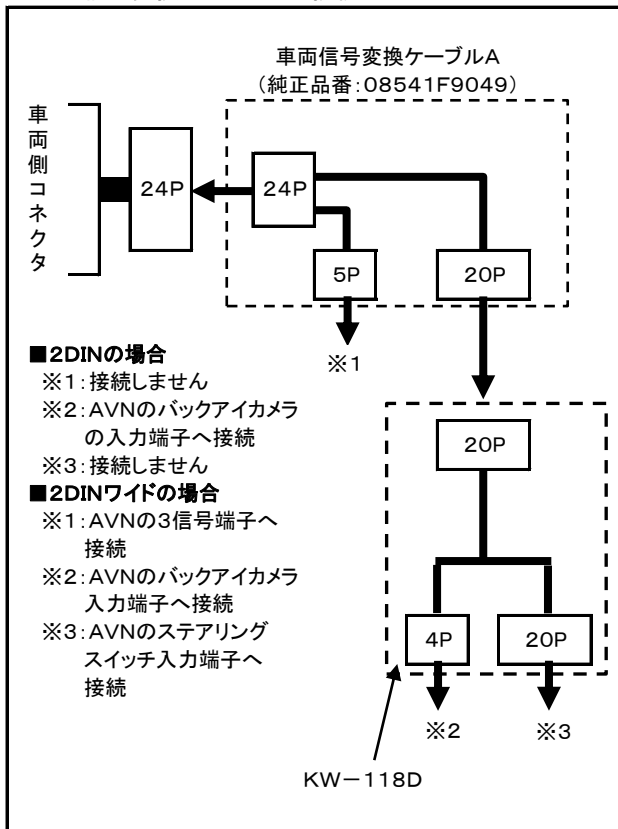 車両信号変換ケーブルA
(純正品番:08541F9049)
車両側コネクタ
24P
24P
5P
20P
※1
■2DINの場合
※1:接続しません
※2:AVNのバックアイカメラ
の入力端子へ接続
※3:接続しません
■2DINワイドの場合
※1:AVNの3信号端子へ
接続
※2:AVNのバックアイカメラ
入力端子へ接続
※3:AVNのステアリング
スイッチ入力端子へ
接続
20P
4P
20P
※2
※3
KW-118D